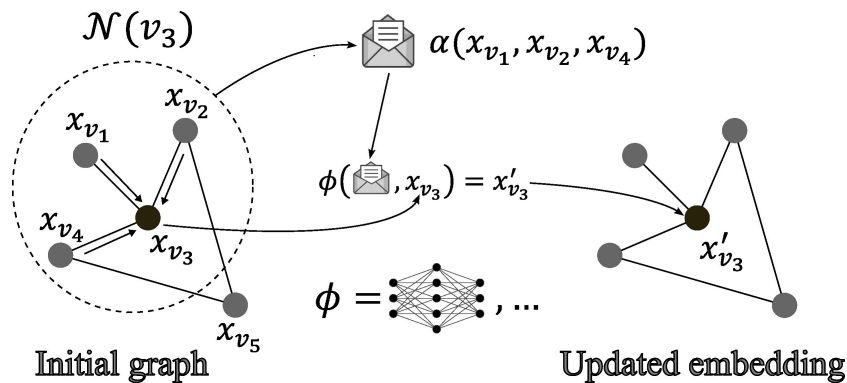 𝒩(v₃)
α(x_{v₁}, x_{v₂}, x_{v₄})
x_{v₂}
x_{v₁}
ϕ( , x_{v₃}) = x′_{v₃}
x_{v₄}
x_{v₃}
x′_{v₃}
ϕ = , ...
x_{v₅}
Initial graph
Updated embedding